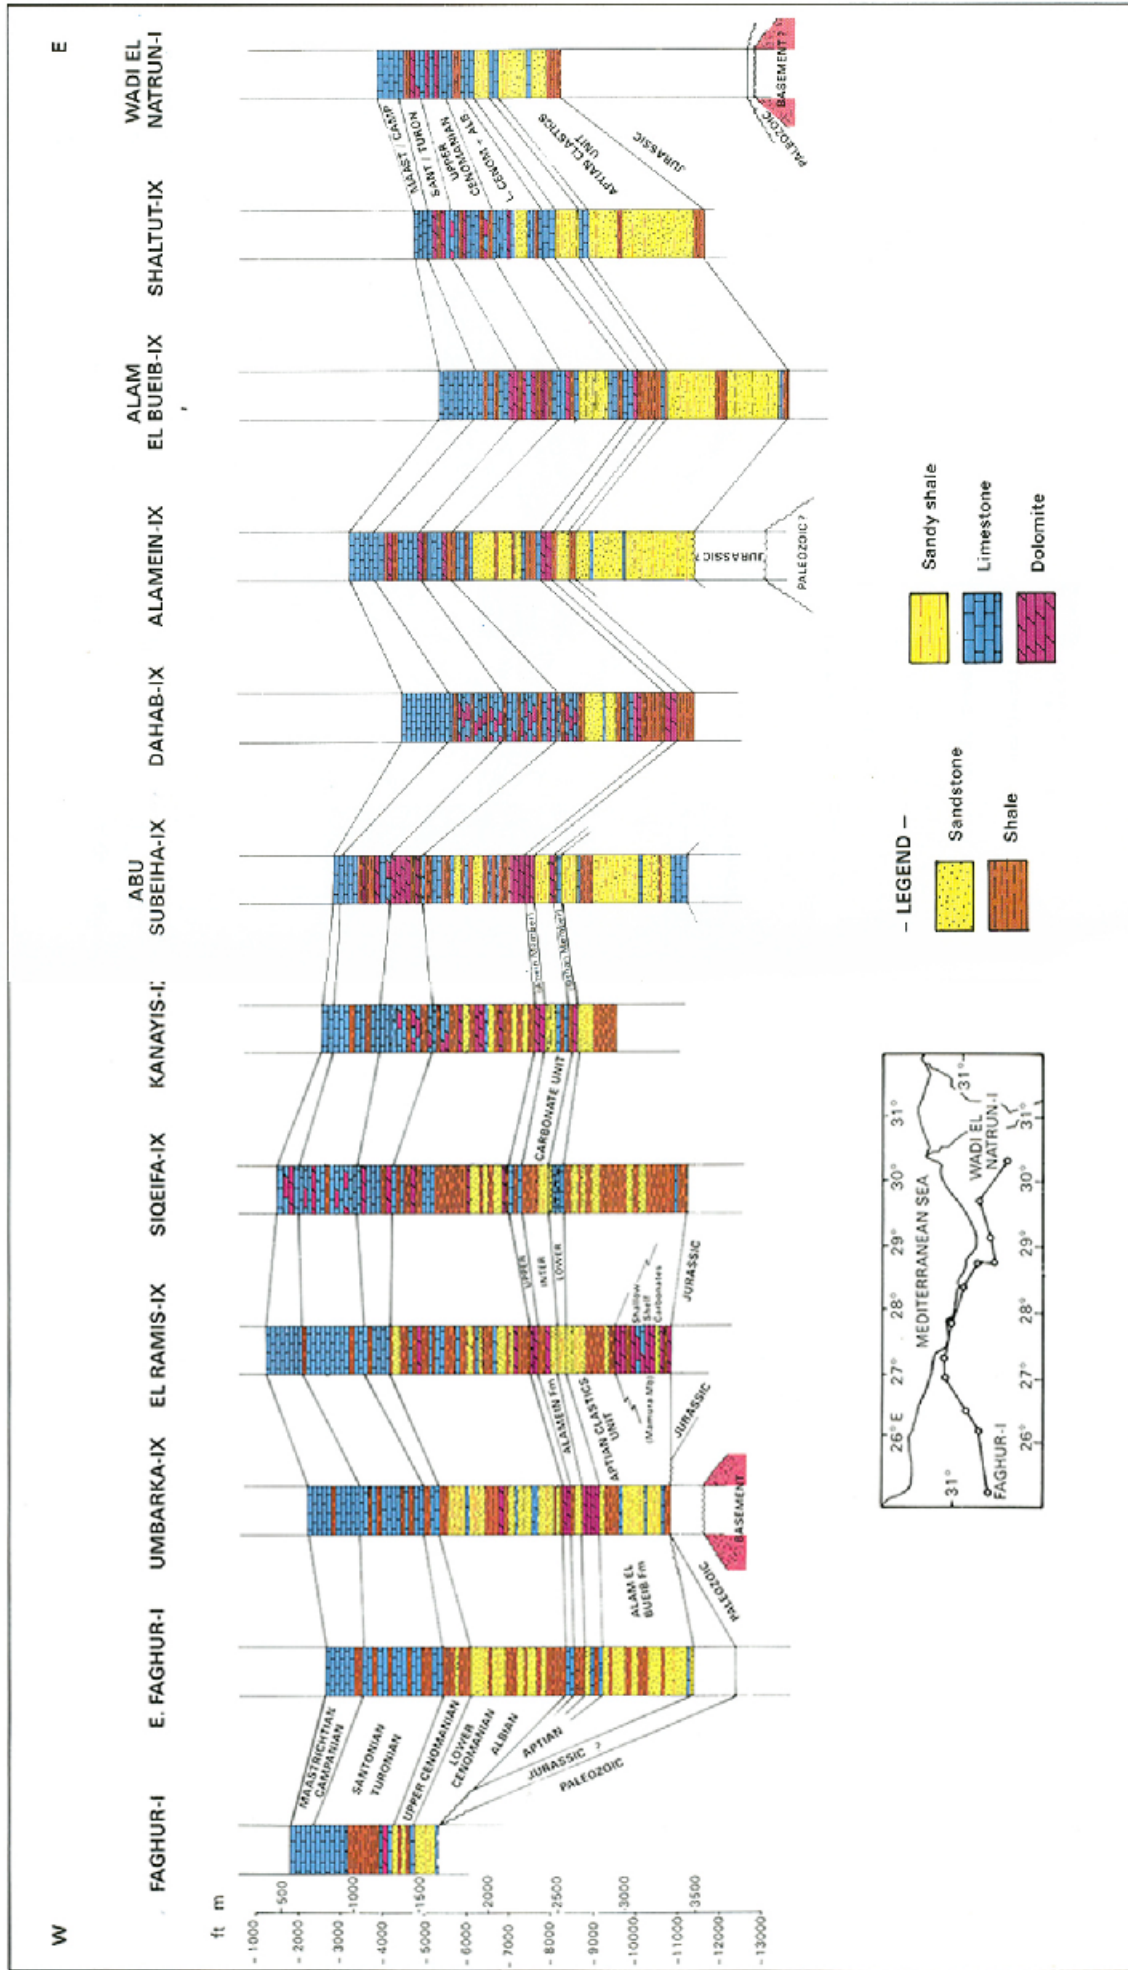 W
E
FAGHUR-I
E. FAGHUR-I
UMBARKA-IX
EL RAMIS-IX
SIQEIFA-IX
KANAYIS-I
ABU
SUBEIHA-IX
DAHAB-IX
ALAMEIN-IX
ALAM
EL BUEIB-IX
SHALTUT-IX
WADI EL
NATRUN-I
ft m
- 1000
- 2000
- 3000
- 4000
- 5000
- 6000
- 7000
- 8000
- 9000
- 10000
- 11000
- 12000
- 13000
500
1000
1500
2000
2500
3000
3500
MAASTRICHTIAN
CAMPANIAN
SANTONIAN
TURONIAN
UPPER CENOMANIAN
LOWER
CENOMANIAN
ALBIAN
APTIAN
JURASSIC ?
PALEOZOIC
ALAM EL
BUEIB Fm
PALEOZOIC
BASEMENT
ALAMEIN Fm
APTIAN CLASTICS
UNIT
(Mamura Mb)
JURASSIC
UPPER
INTER
LOWER
Shallow
Shelf
Carbonates
JURASSIC
CARBONATE UNIT
JURASSIC ?
PALEOZOIC ?
MAAST / CAMP
SANT / TURON
UPPER
CENOMANIAN
L. CENOM + ALB.
APTIAN CLASTICS
UNIT
JURASSIC
PALEOZOIC
BASEMENT ?
- LEGEND -
Sandstone
Shale
Sandy shale
Limestone
Dolomite
26° E
27°
28°
29°
30°
31°
MEDITERRANEAN SEA
31°
31°
WADI EL
NATRUN-I
FAGHUR-I
26°
27°
28°
29°
30°
31°